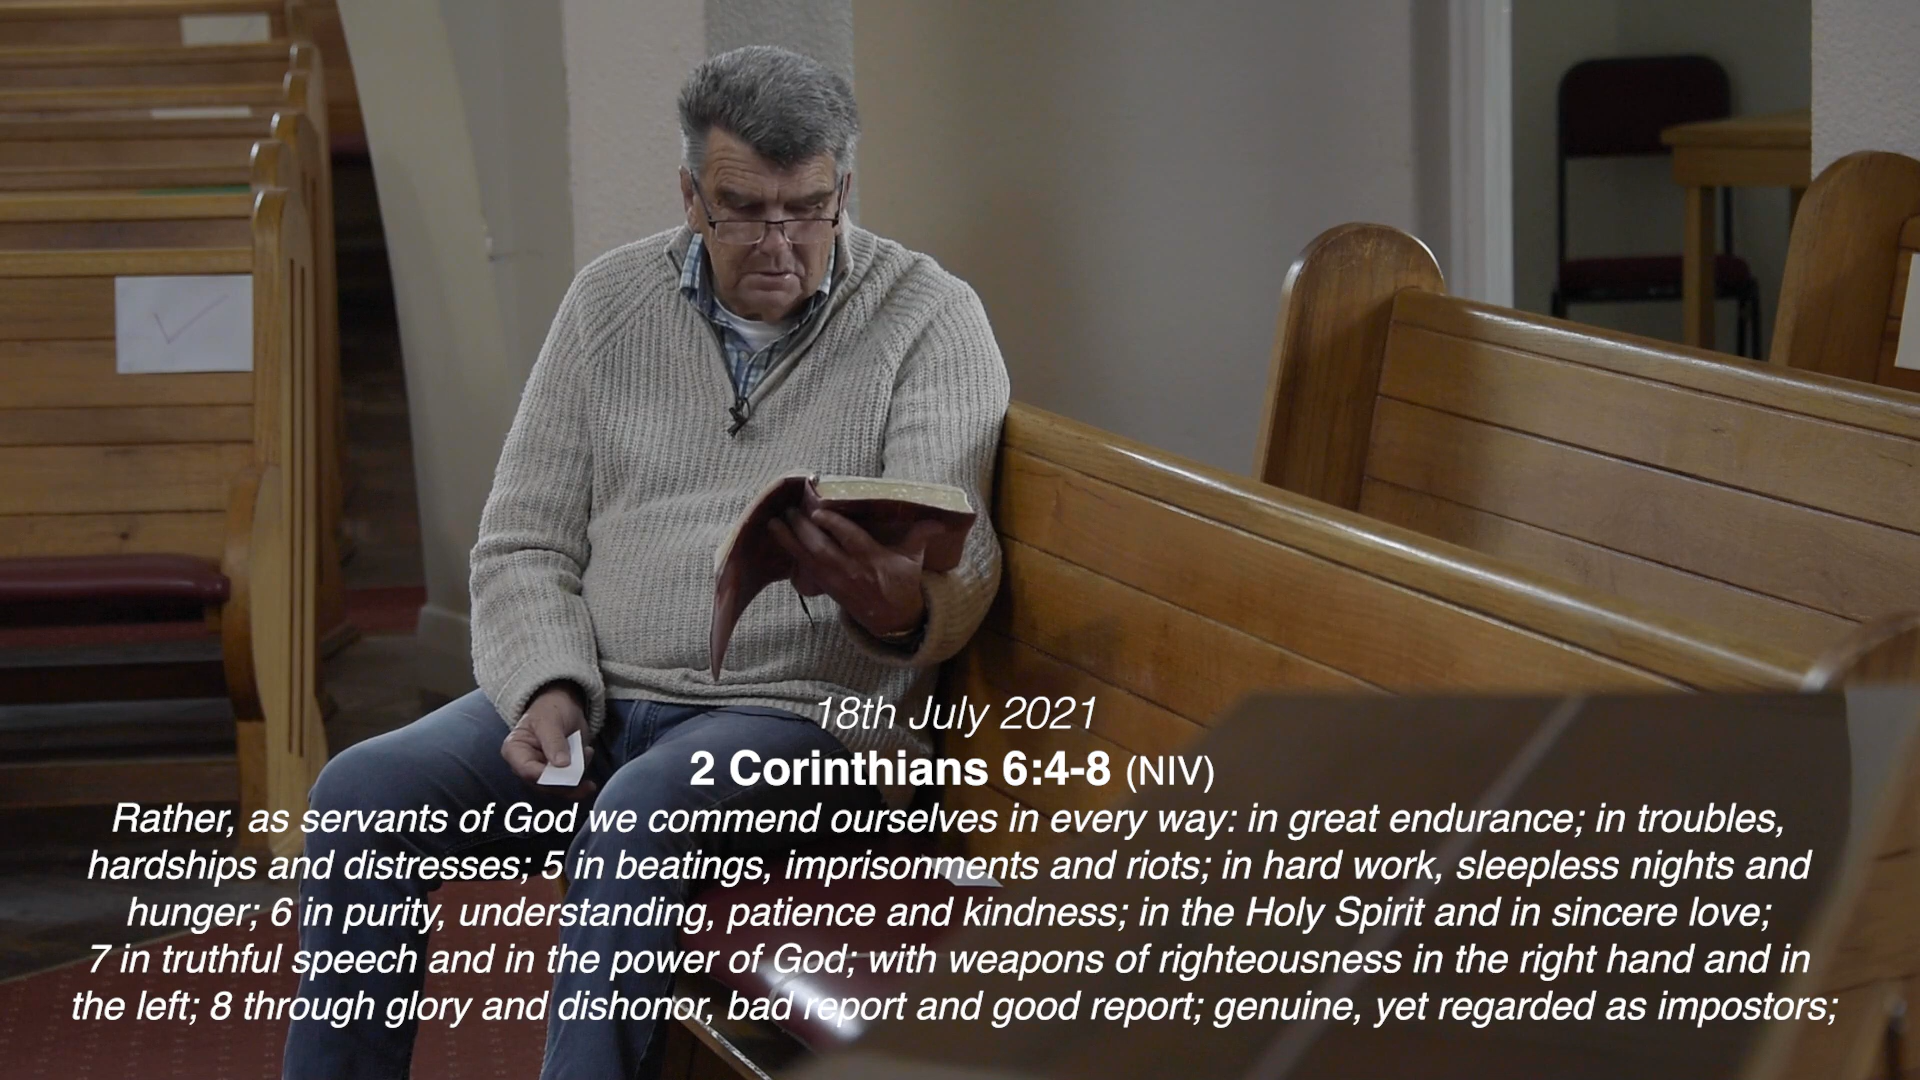 18th July 2021
2 Corinthians 6:4-8 (NIV)
Rather, as servants of God we commend ourselves in every way: in great endurance; in troubles,
hardships and distresses; 5 in beatings, imprisonments and riots; in hard work, sleepless nights and
hunger; 6 in purity, understanding, patience and kindness; in the Holy Spirit and in sincere love;
7 in truthful speech and in the power of God; with weapons of righteousness in the right hand and in
the left; 8 through glory and dishonor, bad report and good report; genuine, yet regarded as impostors;